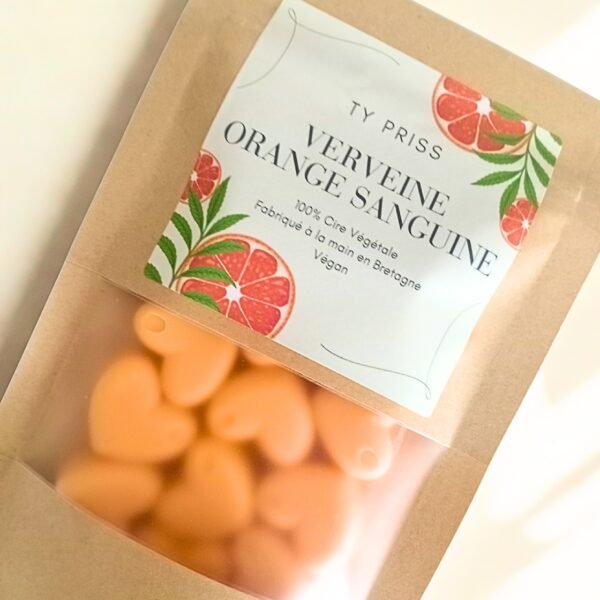 TY PRISS
VERVEINE
ORANGE SANGUINE
100% Cire Végétale
Fabriqué à la main en Bretagne
Végan